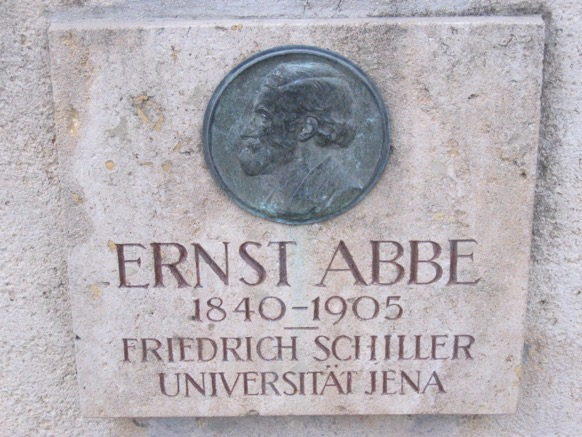 ERNST ABBE
1840-1905
FRIEDRICH SCHILLER
UNIVERSITÄT JENA